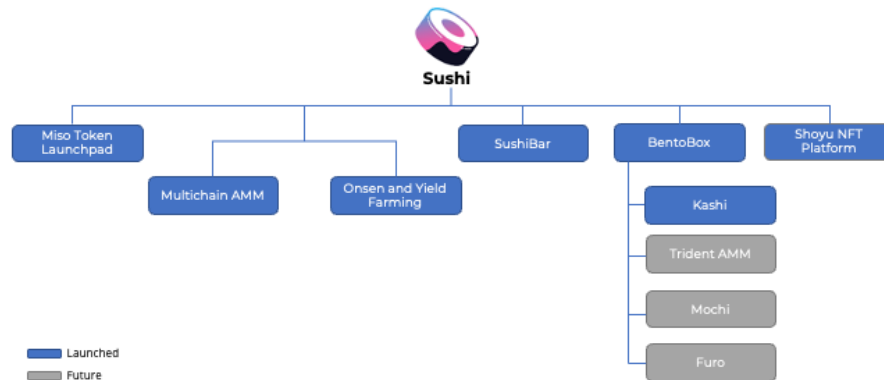 Sushi
Miso Token
Launchpad
SushiBar
BentoBox
Shoyu NFT
Platform
Multichain AMM
Onsen and Yield
Farming
Kashi
Trident AMM
Mochi
Furo
Launched
Future